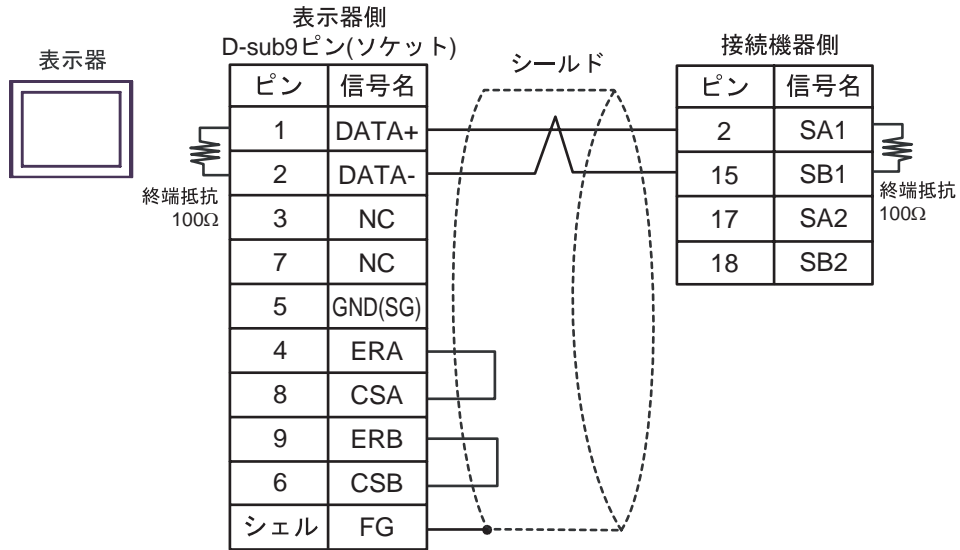 表示器
表示器側
D-sub9ピン(ソケット)
ピン 信号名
1 DATA+
2 DATA-
3 NC
7 NC
5 GND(SG)
4 ERA
8 CSA
9 ERB
6 CSB
シェル FG
終端抵抗
100Ω
シールド
接続機器側
ピン 信号名
2 SA1
15 SB1
17 SA2
18 SB2
終端抵抗
100Ω